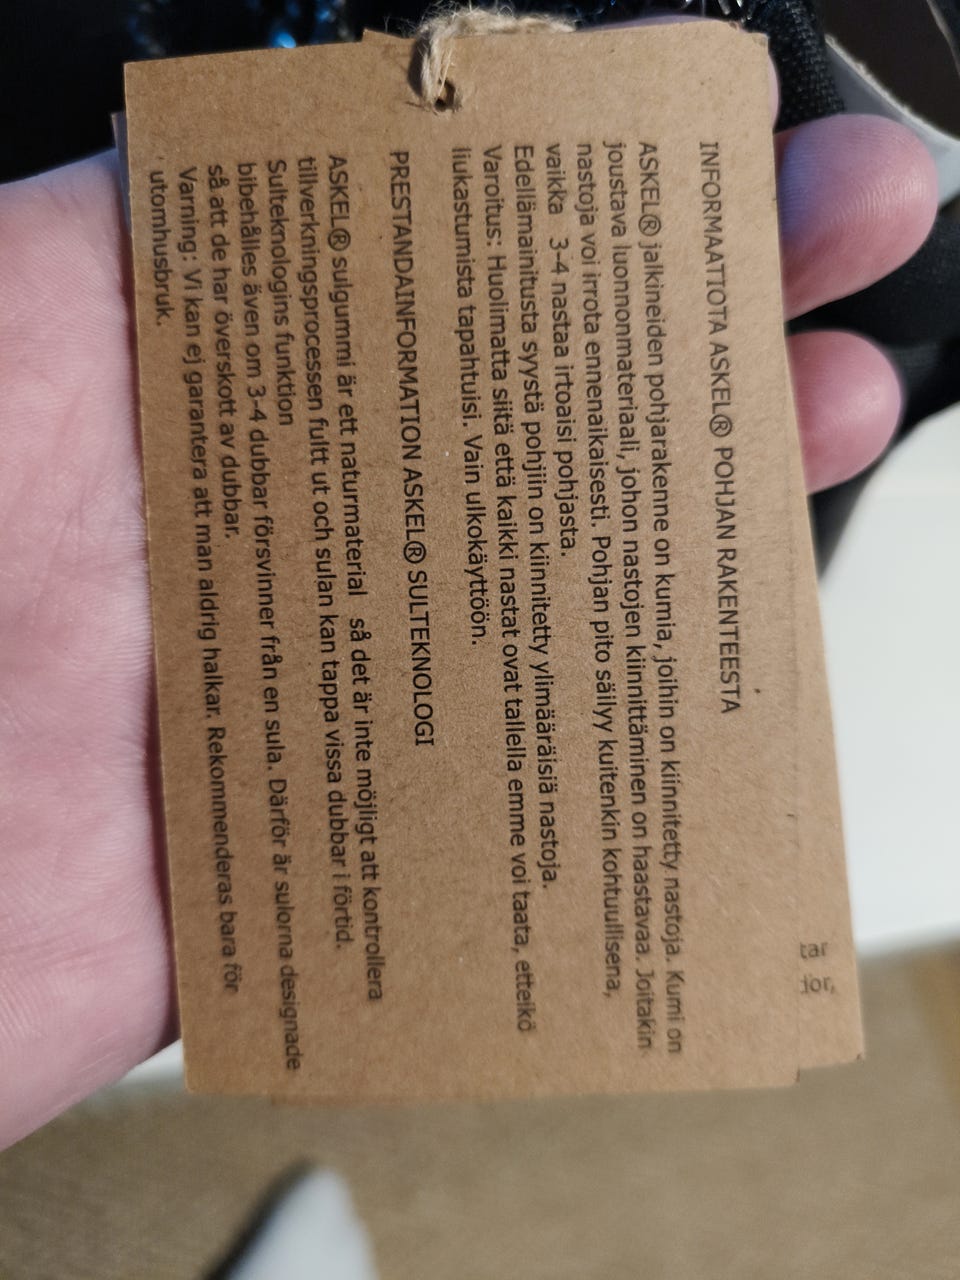 INFORMAATIOTA ASKEL® POHJAN RAKENTEESTA
ASKEL® jalkineiden pohjarakenne on kumia, joihin on kiinnitetty nastoja. Kumi on
joustava luonnonmateriaali, johon nastojen kiinnittäminen on haastavaa. Joitakin
nastoja voi irrota ennenaikaisesti. Pohjan pito säilyy kuitenkin kohtuullisena,
vaikka 3-4 nastaa irtoaisi pohjasta.
Edellämainitusta syystä pohjiin on kiinnitetty ylimääräisiä nastoja.
Varoitus: Huolimatta siitä että kaikki nastat ovat tallella emme voi taata, etteikö
liukastumista tapahtuisi. Vain ulkokäyttöön.
PRESTANDAINFORMATION ASKEL® SULTEKNOLOGI
ASKEL® sulgummi är ett naturmaterial så det är inte möjligt att kontrollera
tillverkningsprocessen fultt ut och sulan kan tappa vissa dubbar i förtid.
Sulteknologins funktion
bibehålles även om 3-4 dubbar försvinner från en sula. Därför är sulorna designade
så att de har överskott av dubbar.
Varning: Vi kan ej garantera att man aldrig halkar. Rekommenderas bara för
utomhusbruk.